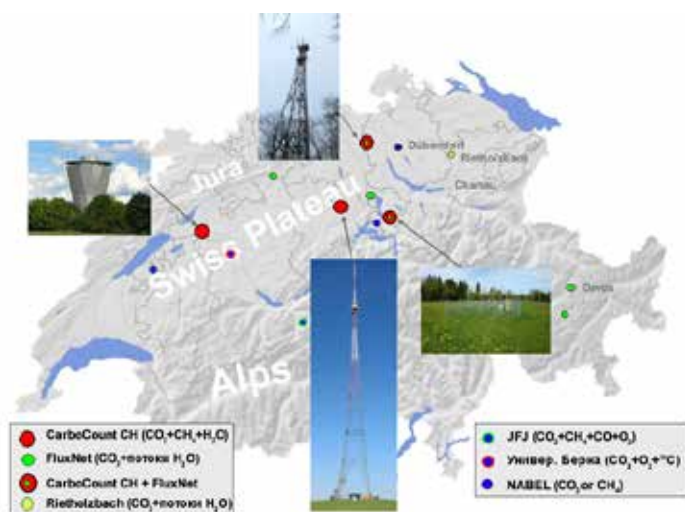 Dübendorf
Rietholzbach
Jura
Chamau
Swiss Plateau
Davos
Alps
CarboCount CH (CO₂+CH₄+H₂O)
FluxNet (CO₂+потоки H₂O)
CarboCount CH + FluxNet
Rietholzbach (CO₂+потоки H₂O)
JFJ (CO₂+CH₄+CO+O₂)
Универ. Берна (CO₂+O₂+¹⁴C)
NABEL (CO₂ or CH₄)